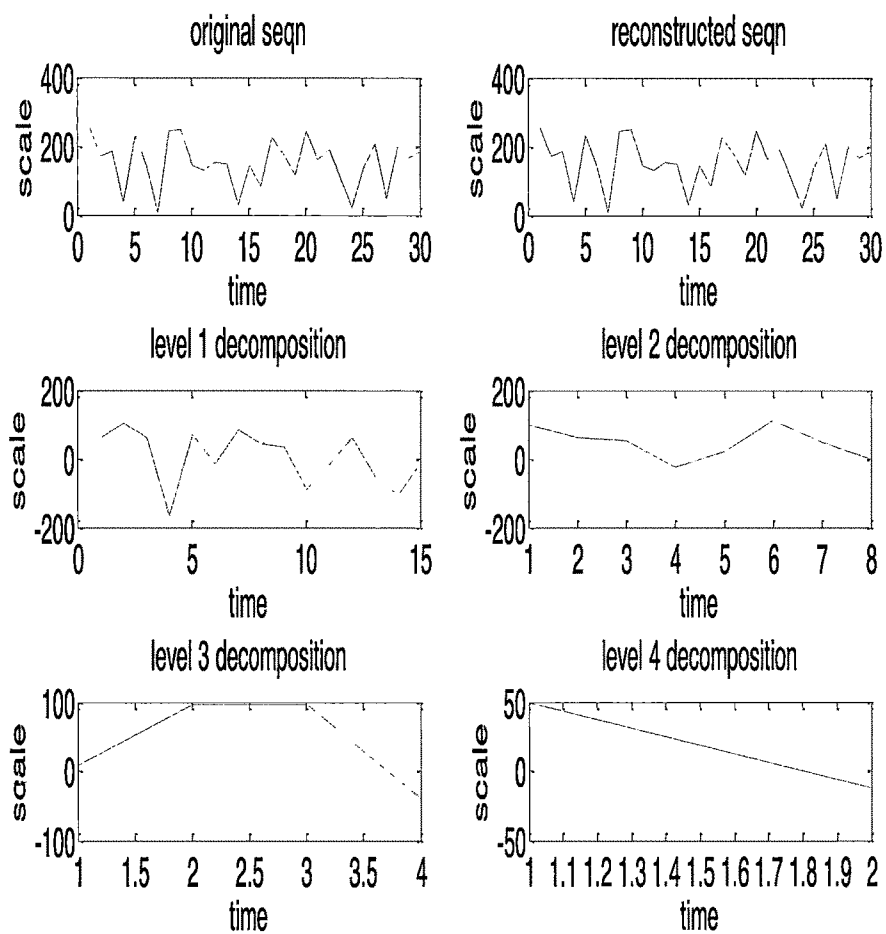 original seqn
400
200
0
scale
0 5 10 15 20 25 30
time
reconstructed seqn
400
200
0
scale
0 5 10 15 20 25 30
time
level 1 decomposition
200
0
-200
scale
0 5 10 15
time
level 2 decomposition
200
0
-200
scale
1 2 3 4 5 6 7 8
time
level 3 decomposition
100
0
-100
scale
1 1.5 2 2.5 3 3.5 4
time
level 4 decomposition
50
0
-50
scale
1 1.1 1.2 1.3 1.4 1.5 1.6 1.7 1.8 1.9 2
time